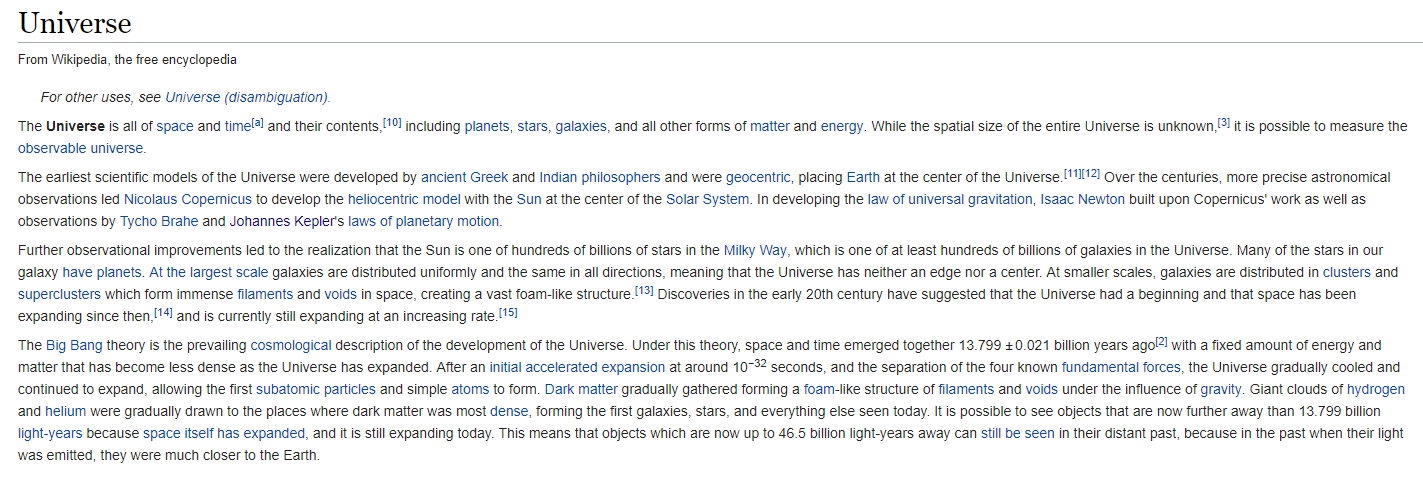 Universe
From Wikipedia, the free encyclopedia
For other uses, see Universe (disambiguation).
The Universe is all of space and time[a] and their contents,[10] including planets, stars, galaxies, and all other forms of matter and energy. While the spatial size of the entire Universe is unknown,[3] it is possible to measure the
observable universe.
The earliest scientific models of the Universe were developed by ancient Greek and Indian philosophers and were geocentric, placing Earth at the center of the Universe.[11][12] Over the centuries, more precise astronomical
observations led Nicolaus Copernicus to develop the heliocentric model with the Sun at the center of the Solar System. In developing the law of universal gravitation, Isaac Newton built upon Copernicus' work as well as
observations by Tycho Brahe and Johannes Kepler's laws of planetary motion.
Further observational improvements led to the realization that the Sun is one of hundreds of billions of stars in the Milky Way, which is one of at least hundreds of billions of galaxies in the Universe. Many of the stars in our
galaxy have planets. At the largest scale galaxies are distributed uniformly and the same in all directions, meaning that the Universe has neither an edge nor a center. At smaller scales, galaxies are distributed in clusters and
superclusters which form immense filaments and voids in space, creating a vast foam-like structure.[13] Discoveries in the early 20th century have suggested that the Universe had a beginning and that space has been
expanding since then,[14] and is currently still expanding at an increasing rate.[15]
The Big Bang theory is the prevailing cosmological description of the development of the Universe. Under this theory, space and time emerged together 13.799 ±0.021 billion years ago[2] with a fixed amount of energy and
matter that has become less dense as the Universe has expanded. After an initial accelerated expansion at around 10−32 seconds, and the separation of the four known fundamental forces, the Universe gradually cooled and
continued to expand, allowing the first subatomic particles and simple atoms to form. Dark matter gradually gathered forming a foam-like structure of filaments and voids under the influence of gravity. Giant clouds of hydrogen
and helium were gradually drawn to the places where dark matter was most dense, forming the first galaxies, stars, and everything else seen today. It is possible to see objects that are now further away than 13.799 billion
light-years because space itself has expanded, and it is still expanding today. This means that objects which are now up to 46.5 billion light-years away can still be seen in their distant past, because in the past when their light
was emitted, they were much closer to the Earth.